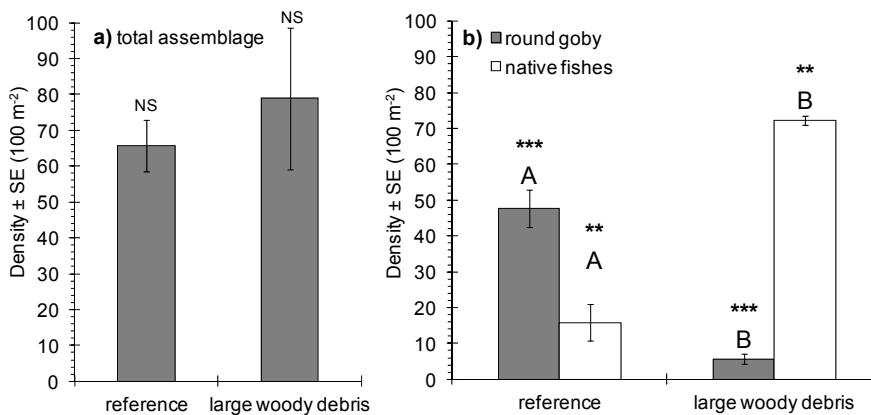 a) total assemblage
NS
NS
Density ± SE (100 m-2)
100
90
80
70
60
50
40
30
20
10
0
reference
large woody debris
b)
round goby
native fishes
***
A
**
A
***
B
**
B
Density ± SE (100 m-2)
100
90
80
70
60
50
40
30
20
10
0
reference
large woody debris